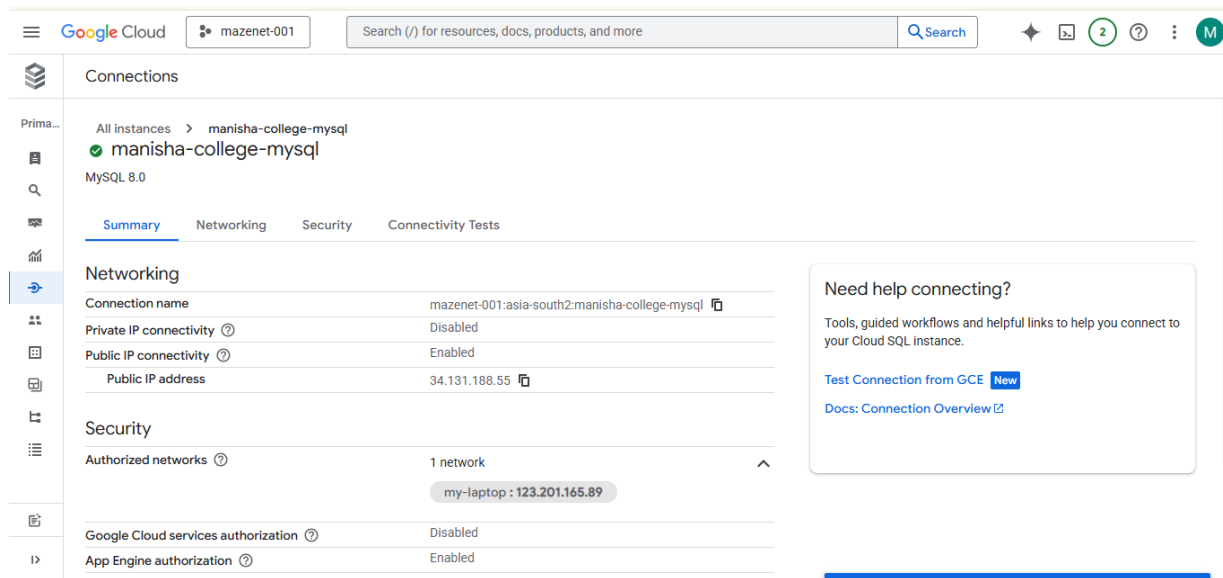 Google Cloud
mazenet-001
Search (/) for resources, docs, products, and more
Search
2
M
Connections
Prima...
All instances > manisha-college-mysql
manisha-college-mysql
MySQL 8.0
Summary Networking Security Connectivity Tests
Networking
Connection name mazenet-001:asia-south2:manisha-college-mysql
Private IP connectivity Disabled
Public IP connectivity Enabled
Public IP address 34.131.188.55
Security
Authorized networks 1 network
my-laptop : 123.201.165.89
Google Cloud services authorization Disabled
App Engine authorization Enabled
Need help connecting?
Tools, guided workflows and helpful links to help you connect to
your Cloud SQL instance.
Test Connection from GCE New
Docs: Connection Overview